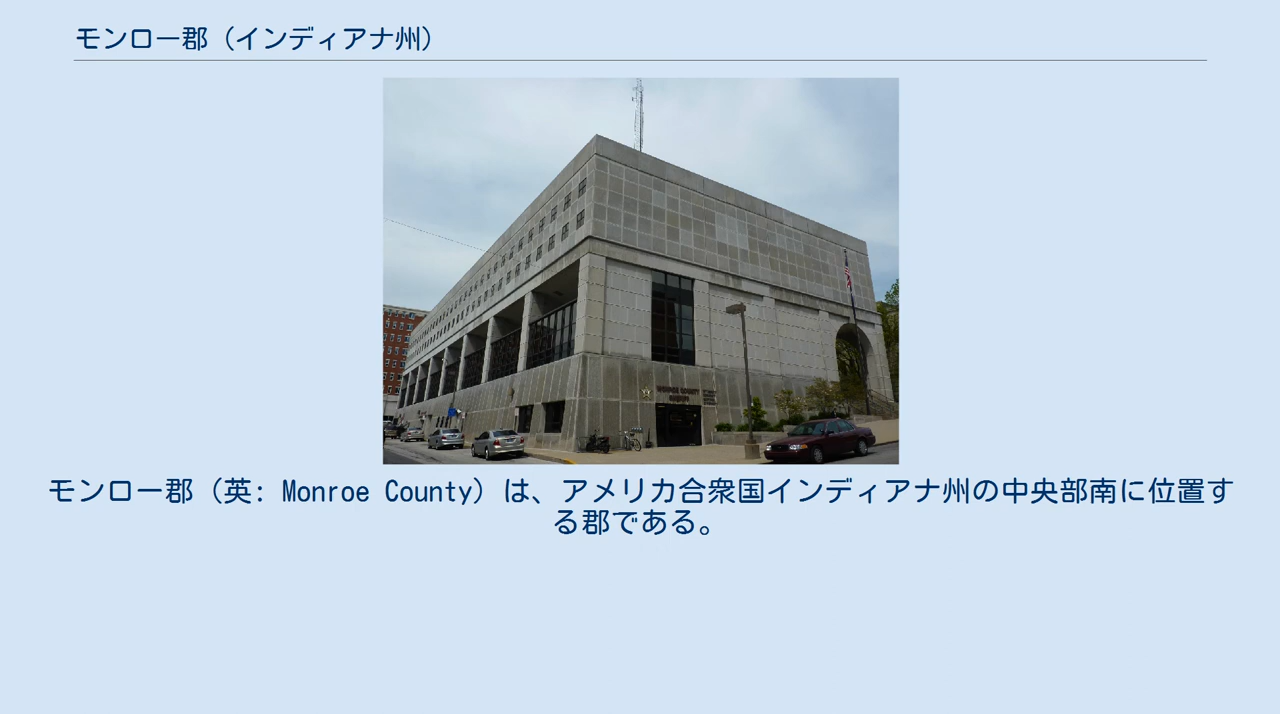 モンロー郡（インディアナ州）
MONROE COUNTY
モンロー郡（英: Monroe County）は、アメリカ合衆国インディアナ州の中央部南に位置す
る郡である。